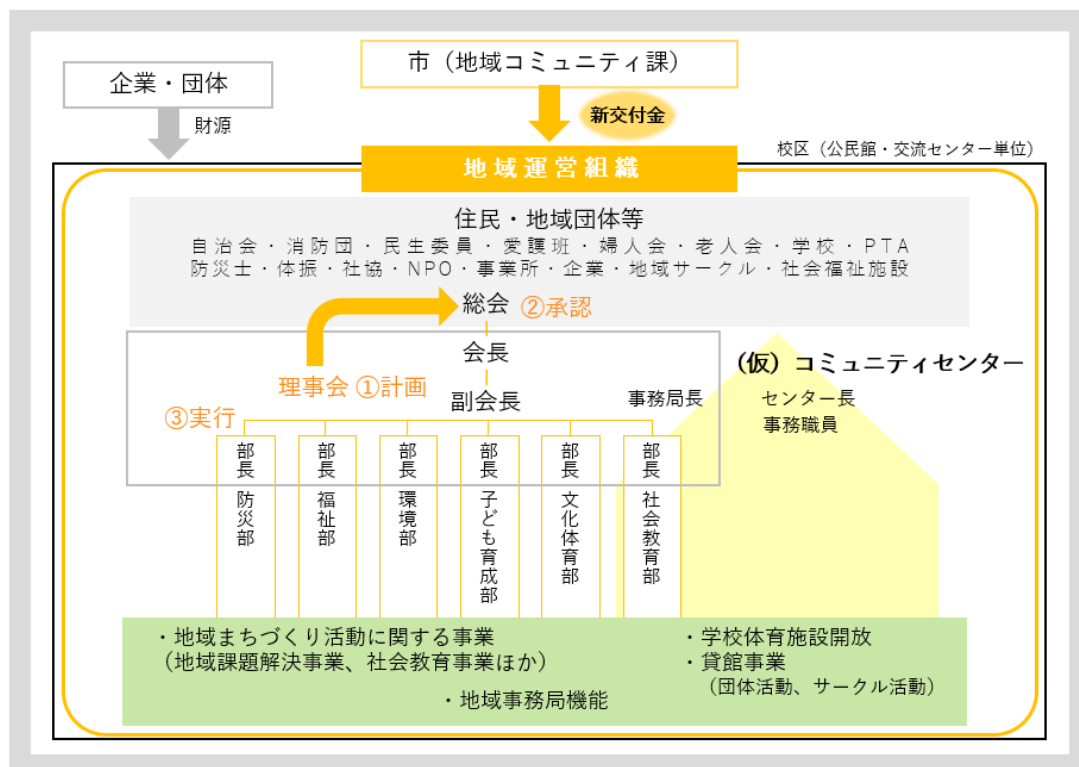 市（地域コミュニティ課）
企業・団体
新交付金
財源
校区（公民館・交流センター単位）
地域運営組織
住民・地域団体等
自治会・消防団・民生委員・愛護班・婦人会・老人会・学校・PTA
防災士・体振・社協・NPO・事業所・企業・地域サークル・社会福祉施設
総会 ②承認
会長
（仮）コミュニティセンター
理事会 ①計画
副会長
事務局長
センター長
事務職員
③実行
部長 防災部
部長 福祉部
部長 環境部
部長 子ども育成部
部長 文化体育部
部長 社会教育部
・地域まちづくり活動に関する事業
（地域課題解決事業、社会教育事業ほか）
・地域事務局機能
・学校体育施設開放
・貸館事業
（団体活動、サークル活動）